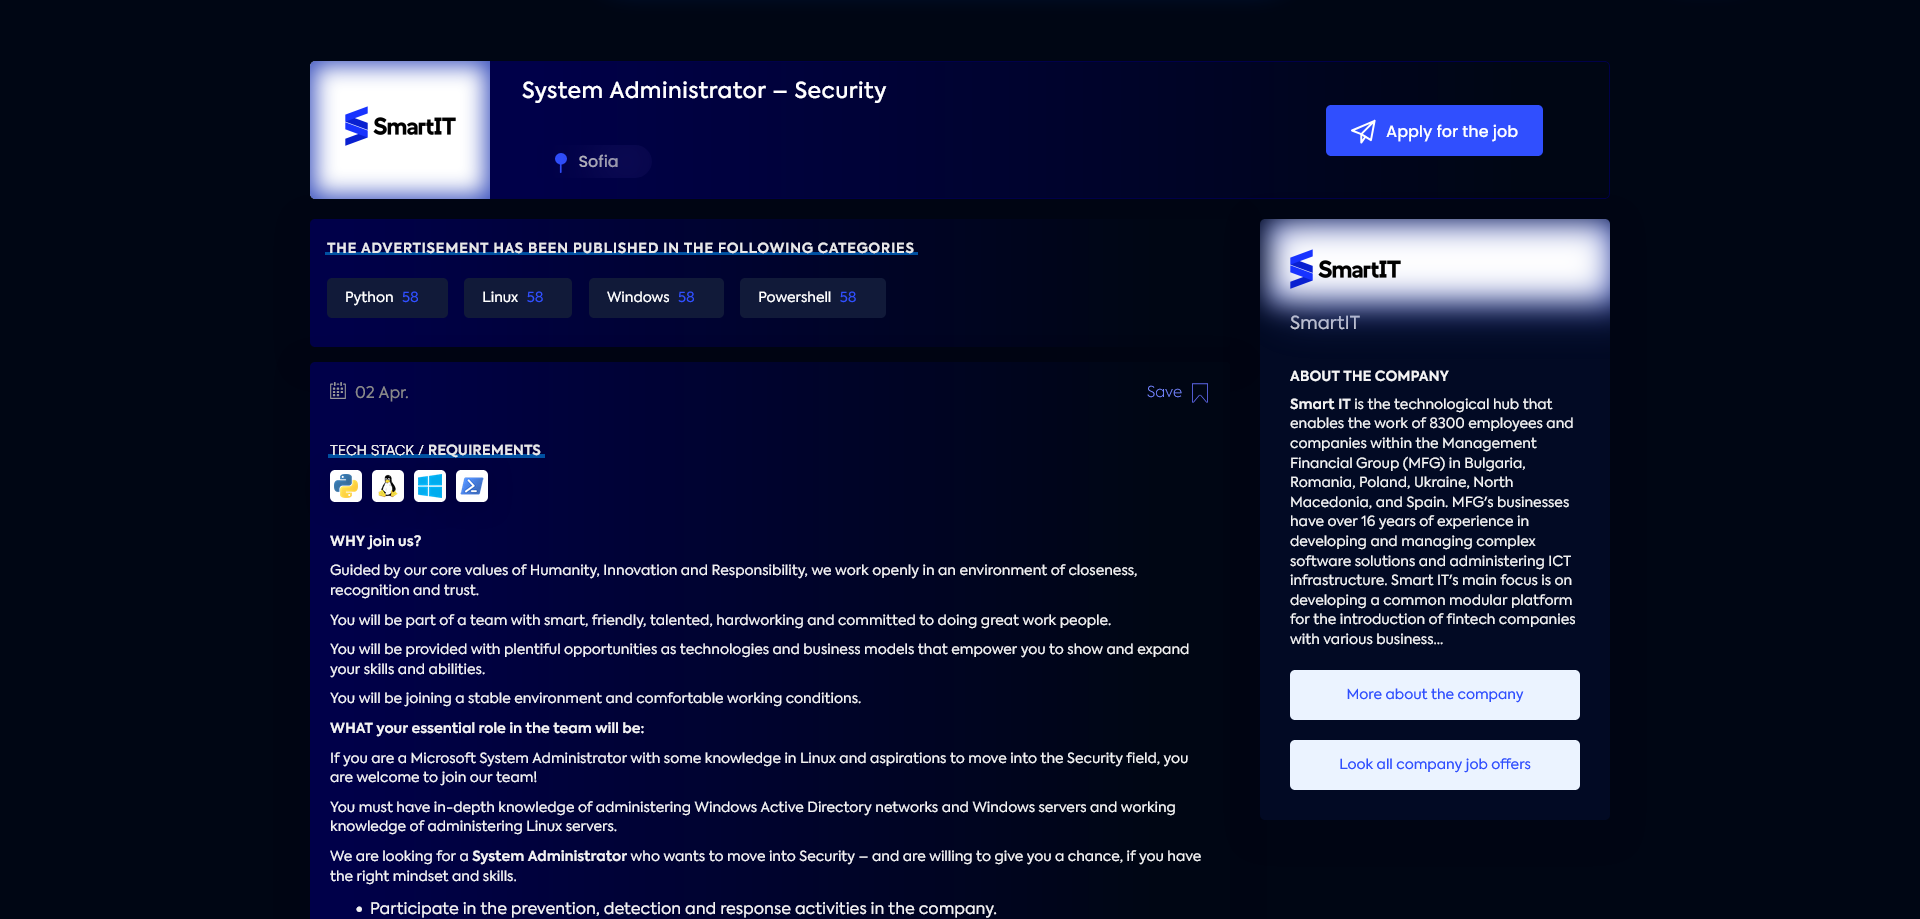 SmartIT
System Administrator – Security
Sofia
Apply for the job
THE ADVERTISEMENT HAS BEEN PUBLISHED IN THE FOLLOWING CATEGORIES
Python 58
Linux 58
Windows 58
Powershell 58
02 Apr.
Save
TECH STACK / REQUIREMENTS
WHY join us?
Guided by our core values of Humanity, Innovation and Responsibility, we work openly in an environment of closeness,
recognition and trust.
You will be part of a team with smart, friendly, talented, hardworking and committed to doing great work people.
You will be provided with plentiful opportunities as technologies and business models that empower you to show and expand
your skills and abilities.
You will be joining a stable environment and comfortable working conditions.
WHAT your essential role in the team will be:
If you are a Microsoft System Administrator with some knowledge in Linux and aspirations to move into the Security field, you
are welcome to join our team!
You must have in-depth knowledge of administering Windows Active Directory networks and Windows servers and working
knowledge of administering Linux servers.
We are looking for a System Administrator who wants to move into Security – and are willing to give you a chance, if you have
the right mindset and skills.
• Participate in the prevention, detection and response activities in the company.
SmartIT
SmartIT
ABOUT THE COMPANY
Smart IT is the technological hub that
enables the work of 8300 employees and
companies within the Management
Financial Group (MFG) in Bulgaria,
Romania, Poland, Ukraine, North
Macedonia, and Spain. MFG's businesses
have over 16 years of experience in
developing and managing complex
software solutions and administering ICT
infrastructure. Smart IT's main focus is on
developing a common modular platform
for the introduction of fintech companies
with various business...
More about the company
Look all company job offers